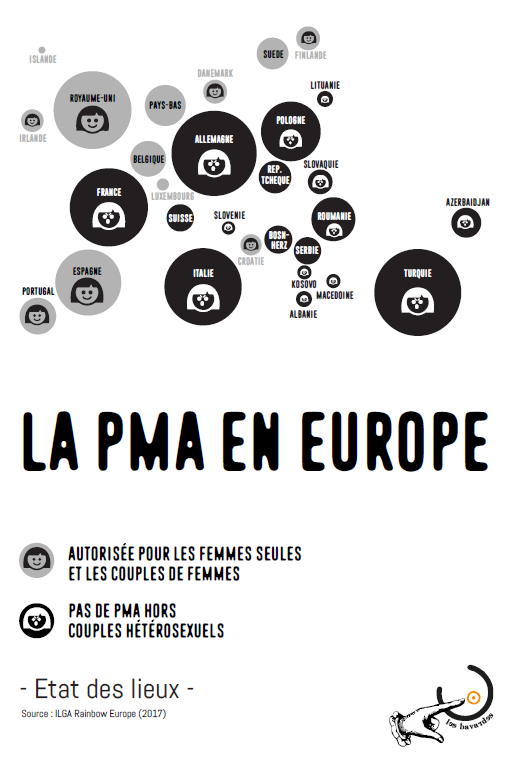 ISLANDE
SUEDE
FINLANDE
DANEMARK
ROYAUME-UNI
PAYS-BAS
LITUANIE
IRLANDE
ALLEMAGNE
POLOGNE
BELGIQUE
REP.
TCHEQUE
SLOVAQUIE
FRANCE
LUXEMBOURG
SUISSE
SLOVENIE
ROUMANIE
AZERBAIDJAN
BOSN-
HERZ
SERBIE
CROATIE
ESPAGNE
ITALIE
TURQUIE
PORTUGAL
KOSOVO
MACEDOINE
ALBANIE
LA PMA EN EUROPE
AUTORISÉE POUR LES FEMMES SEULES
ET LES COUPLES DE FEMMES
PAS DE PMA HORS
COUPLES HÉTÉROSEXUELS
- Etat des lieux -
Source : ILGA Rainbow Europe (2017)
les bavardes